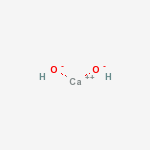 O - O -
H Ca ++ H